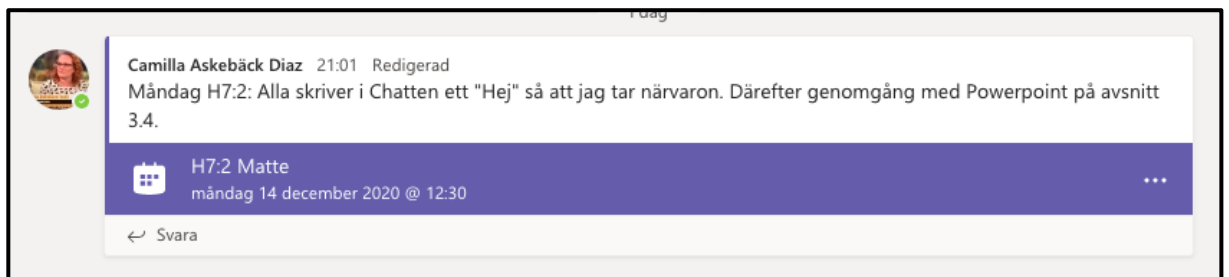 I dag
Camilla Askebäck Diaz 21:01 Redigerad
Måndag H7:2: Alla skriver i Chatten ett "Hej" så att jag tar närvaron. Därefter genomgång med Powerpoint på avsnitt
3.4.
H7:2 Matte
måndag 14 december 2020 @ 12:30
Svara